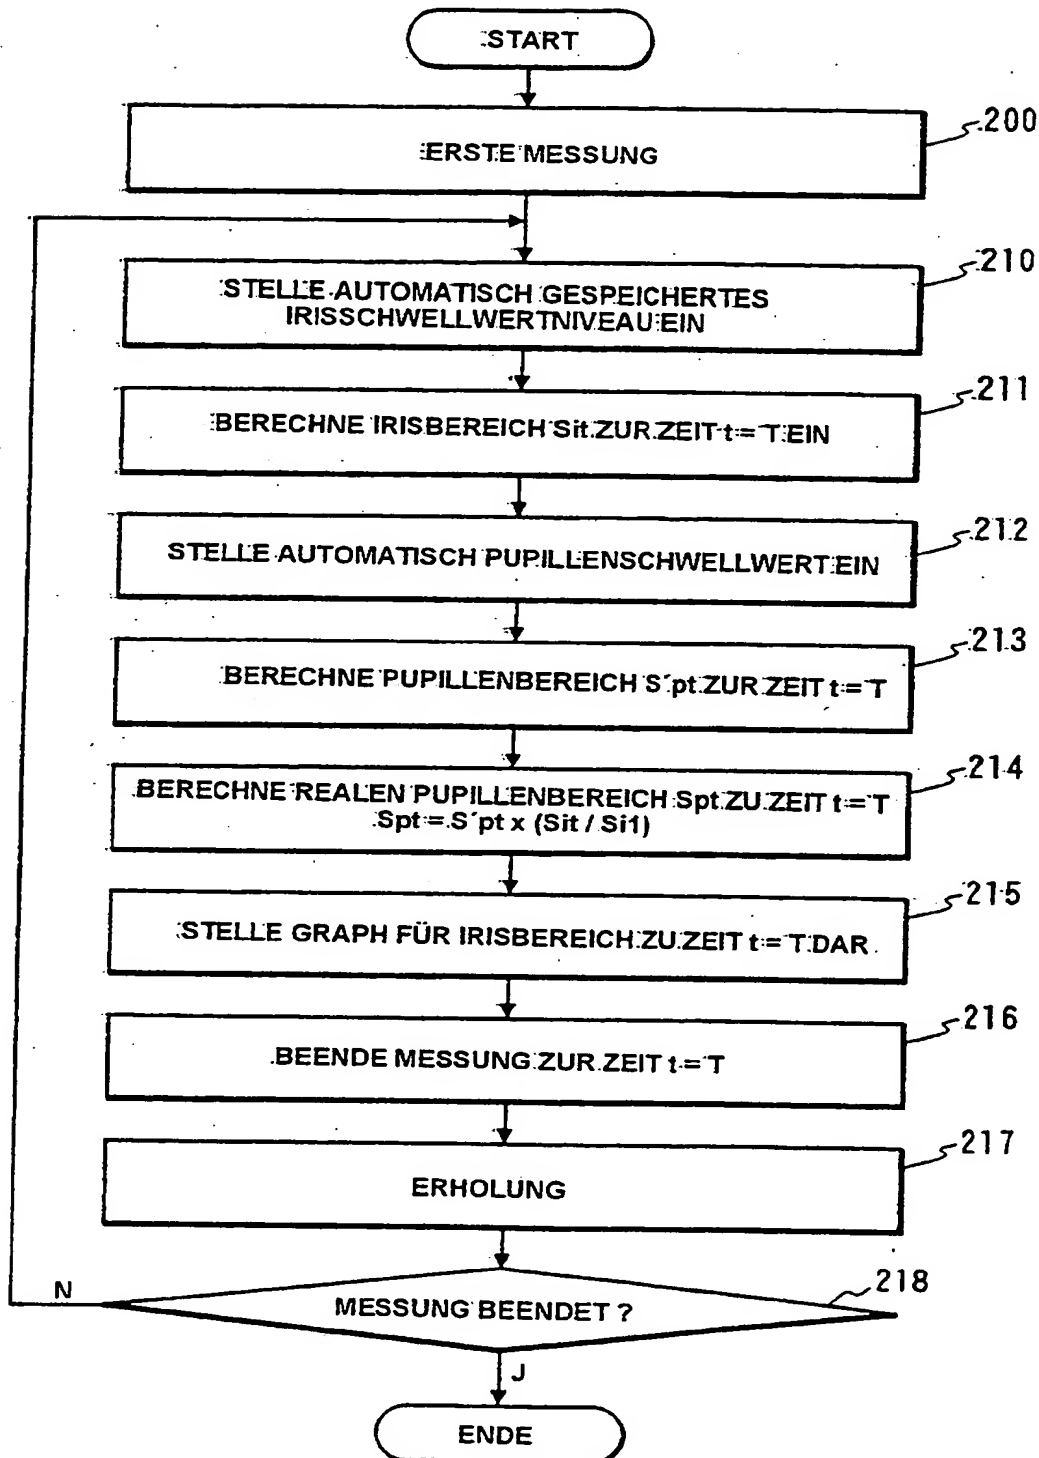 START
ERSTE MESSUNG
200
STELLE AUTOMATISCH GESPEICHERTES
IRISSCHWELLWERTNIVEAU EIN
210
BERECHNE IRISBEREICH Sit ZUR ZEIT t = T EIN
211
STELLE AUTOMATISCH PUPILLENSCHWELLWERT EIN
212
BERECHNE PUPILLENBEREICH S´pt ZUR ZEIT t = T
213
BERECHNE REALEN PUPILLENBEREICH Spt ZU ZEIT t = T
Spt = S´pt x (Sit / Si1)
214
STELLE GRAPH FÜR IRISBEREICH ZU ZEIT t = T DAR
215
BEENDE MESSUNG ZUR ZEIT t = T
216
ERHOLUNG
217
MESSUNG BEENDET ?
218
N
J
ENDE